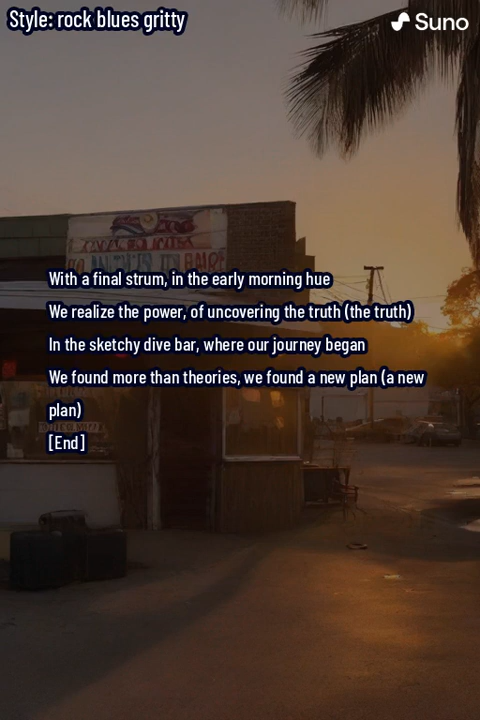 Style: rock blues gritty
Suno
With a final strum, in the early morning hue
We realize the power, of uncovering the truth (the truth)
In the sketchy dive bar, where our journey began
We found more than theories, we found a new plan (a new
plan)
[End]